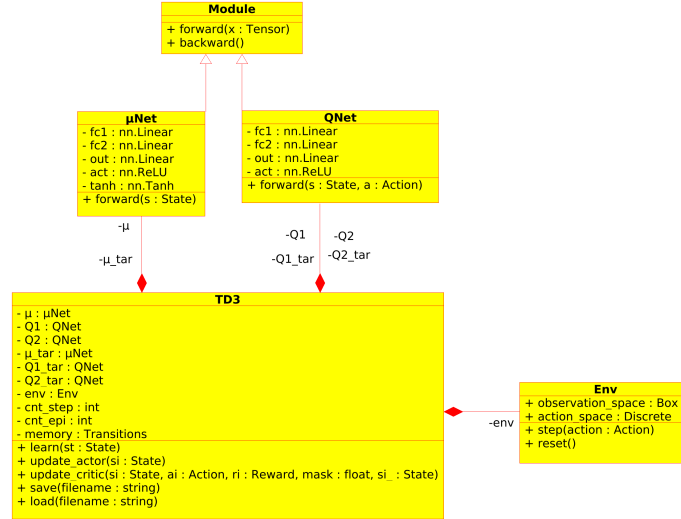 Module
+ forward(x : Tensor)
+ backward()
μNet
- fc1 : nn.Linear
- fc2 : nn.Linear
- out : nn.Linear
- act : nn.ReLU
- tanh : nn.Tanh
+ forward(s : State)
QNet
- fc1 : nn.Linear
- fc2 : nn.Linear
- out : nn.Linear
- act : nn.ReLU
+ forward(s : State, a : Action)
-μ
-μ_tar
-Q1
-Q2
-Q1_tar
-Q2_tar
TD3
- μ : μNet
- Q1 : QNet
- Q2 : QNet
- μ_tar : μNet
- Q1_tar : QNet
- Q2_tar : QNet
- env : Env
- cnt_step : int
- cnt_epi : int
- memory : Transitions
+ learn(st : State)
+ update_actor(si : State)
+ update_critic(si : State, ai : Action, ri : Reward, mask : float, si_ : State)
+ save(filename : string)
+ load(filename : string)
-env
Env
+ observation_space : Box
+ action_space : Discrete
+ step(action : Action)
+ reset()